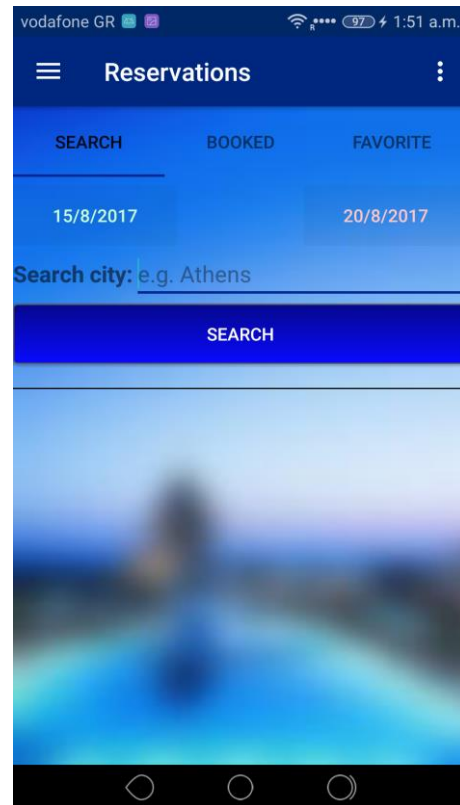 vodafone GR 97 1:51 a.m.
Reservations
SEARCH BOOKED FAVORITE
15/8/2017 20/8/2017
Search city: e.g. Athens
SEARCH